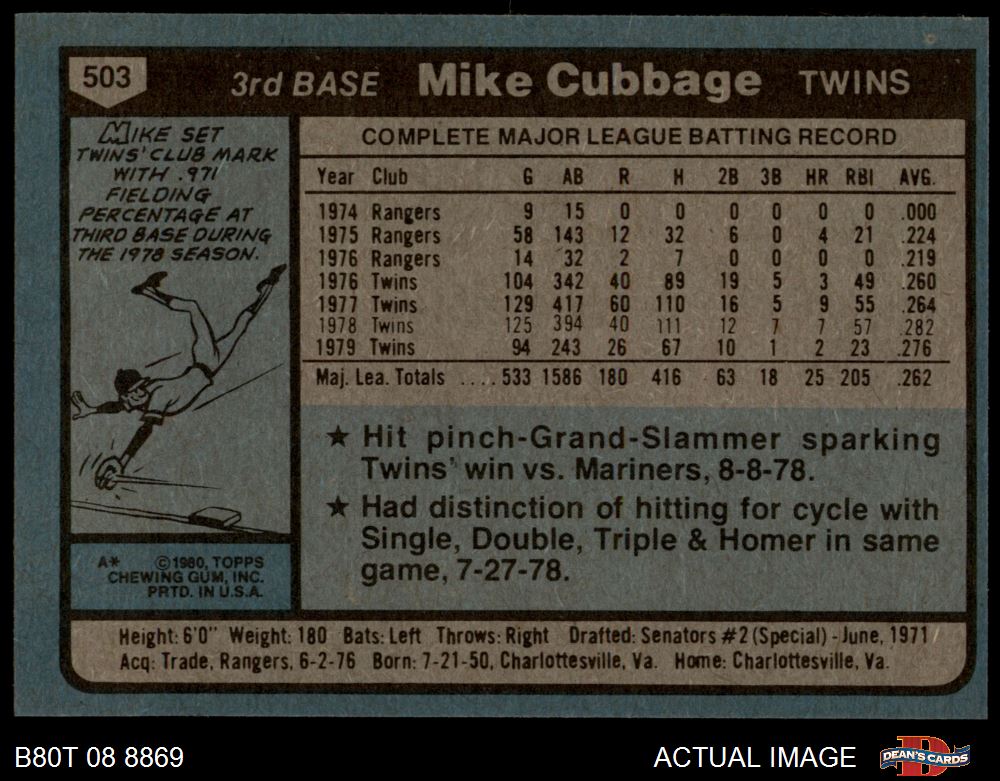 503
3rd BASE Mike Cubbage TWINS
MIKE SET
TWINS' CLUB MARK
WITH .971
FIELDING
PERCENTAGE AT
THIRD BASE DURING
THE 1978 SEASON.
COMPLETE MAJOR LEAGUE BATTING RECORD
Year Club G AB R H 2B 3B HR RBI AVG.
1974 Rangers 9 15 0 0 0 0 0 0 .000
1975 Rangers 58 143 12 32 6 0 4 21 .224
1976 Rangers 14 32 2 7 0 0 0 0 .219
1976 Twins 104 342 40 89 19 5 3 49 .260
1977 Twins 129 417 60 110 16 5 9 55 .264
1978 Twins 125 394 40 111 12 7 7 57 .282
1979 Twins 94 243 26 67 10 1 2 23 .276
Maj. Lea. Totals ....533 1586 180 416 63 18 25 205 .262
★ Hit pinch-Grand-Slammer sparking
Twins' win vs. Mariners, 8-8-78.
★ Had distinction of hitting for cycle with
Single, Double, Triple & Homer in same
game, 7-27-78.
A* ©1980, TOPPS
CHEWING GUM, INC.
PRTD. IN U.S.A.
Height: 6'0" Weight: 180 Bats: Left Throws: Right Drafted: Senators #2 (Special) - June, 1971
Acq: Trade, Rangers, 6-2-76 Born: 7-21-50, Charlottesville, Va. Home: Charlottesville, Va.
B80T 08 8869
ACTUAL IMAGE
DEAN'S CARDS